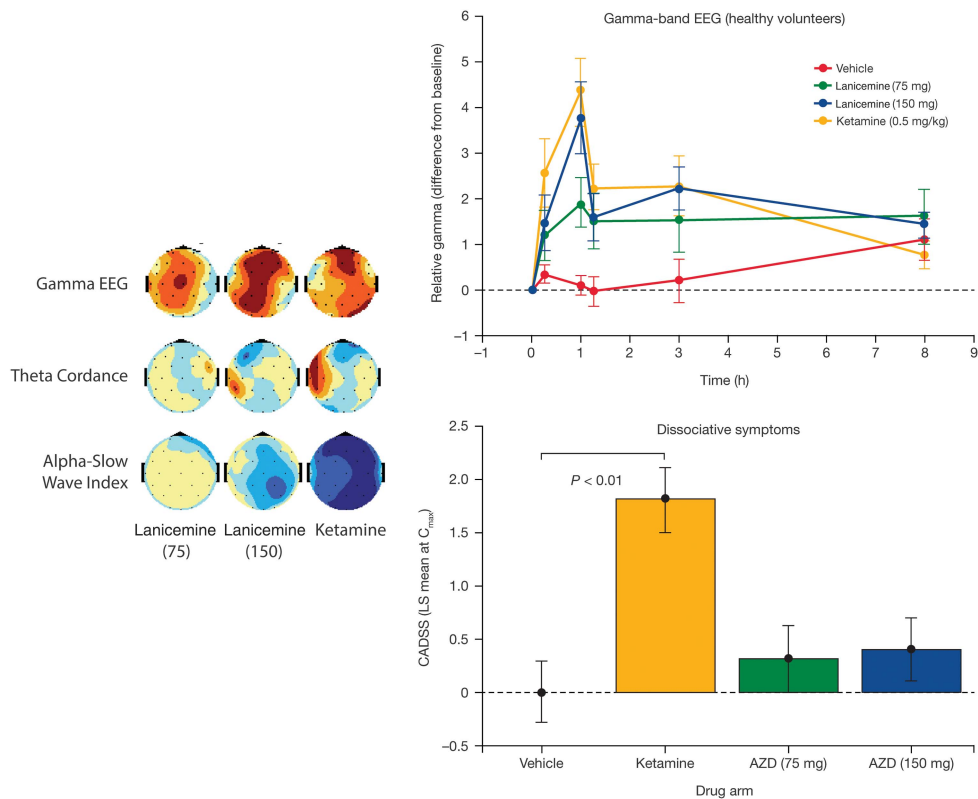 Gamma EEG
Theta Cordance
Alpha-Slow
Wave Index
Lanicemine
(75)
Lanicemine
(150)
Ketamine
Gamma-band EEG (healthy volunteers)
Relative gamma (difference from baseline)
6
5
4
3
2
1
0
–1
Vehicle
Lanicemine (75 mg)
Lanicemine (150 mg)
Ketamine (0.5 mg/kg)
–1 0 1 2 3 4 5 6 7 8 9
Time (h)
Dissociative symptoms
CADSS (LS mean at Cmax)
2.5
2.0
1.5
1.0
0.5
0
–0.5
P < 0.01
Vehicle Ketamine AZD (75 mg) AZD (150 mg)
Drug arm